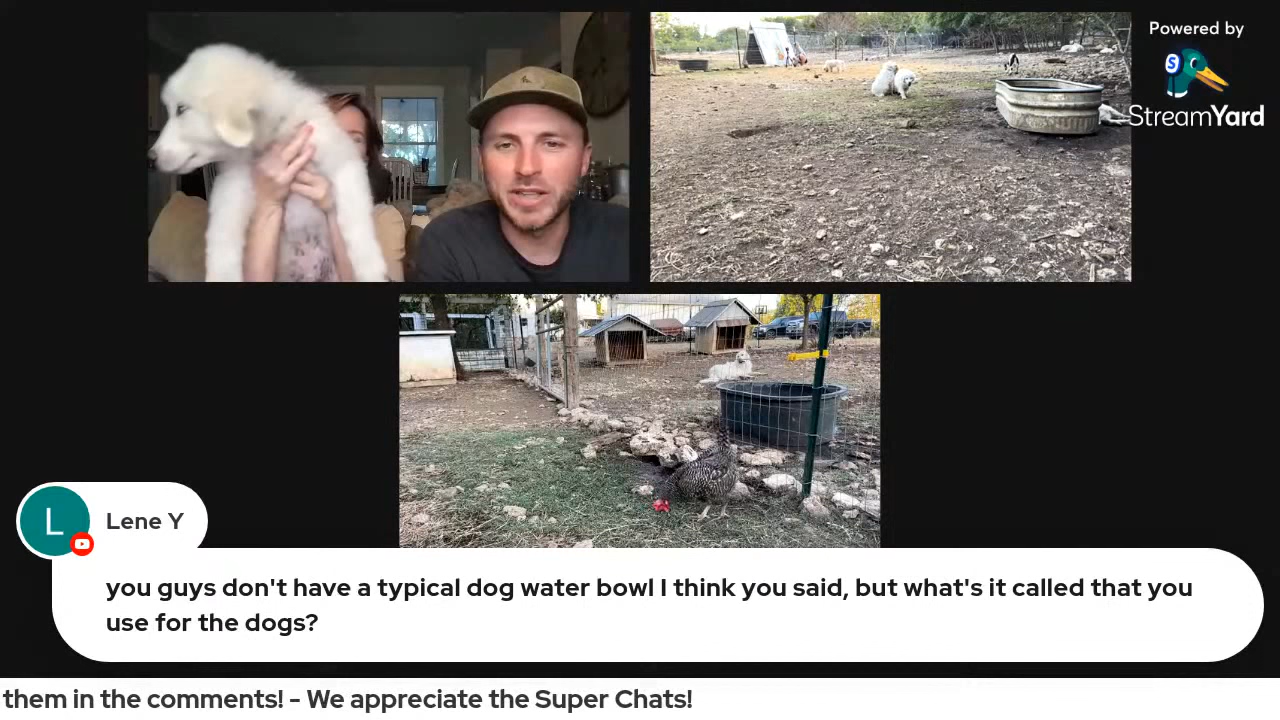 Powered by
S
StreamYard
L
Lene Y
you guys don't have a typical dog water bowl I think you said, but what's it called that you
use for the dogs?
them in the comments! - We appreciate the Super Chats!